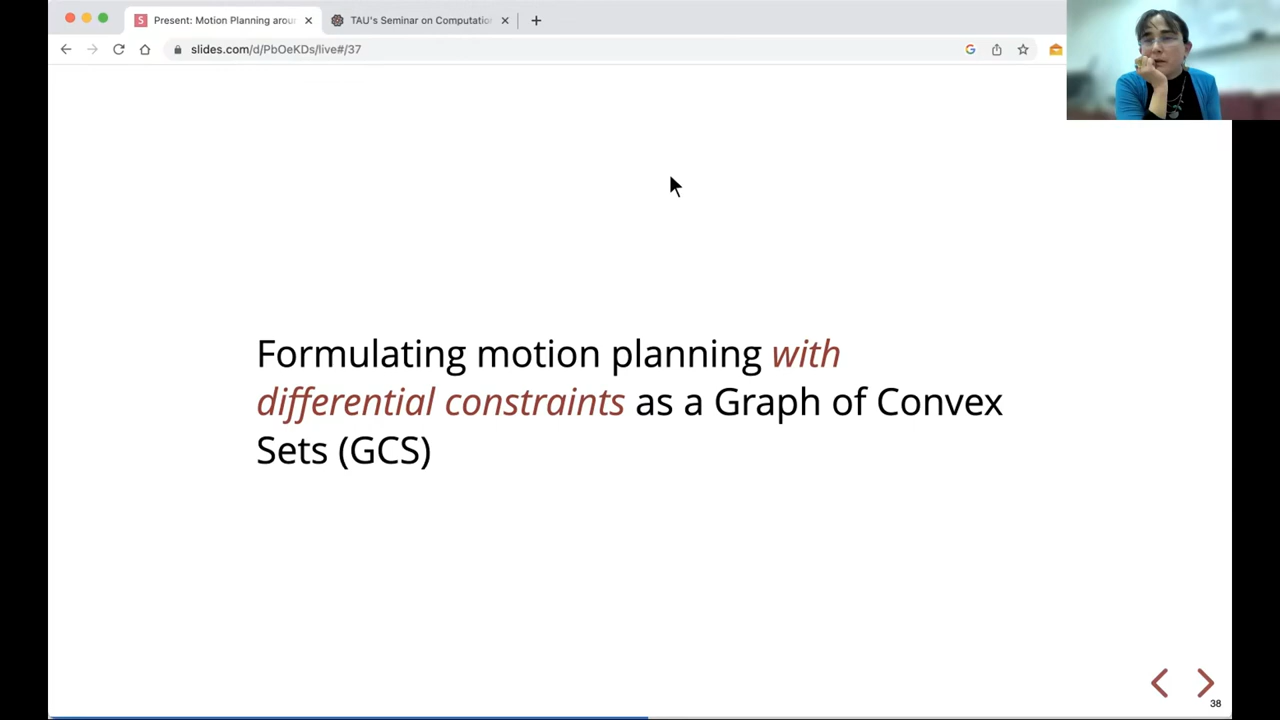 Present: Motion Planning arou
TAU's Seminar on Computatio
slides.com/d/PbOeKDs/live#/37
Formulating motion planning with
differential constraints as a Graph of Convex
Sets (GCS)
38